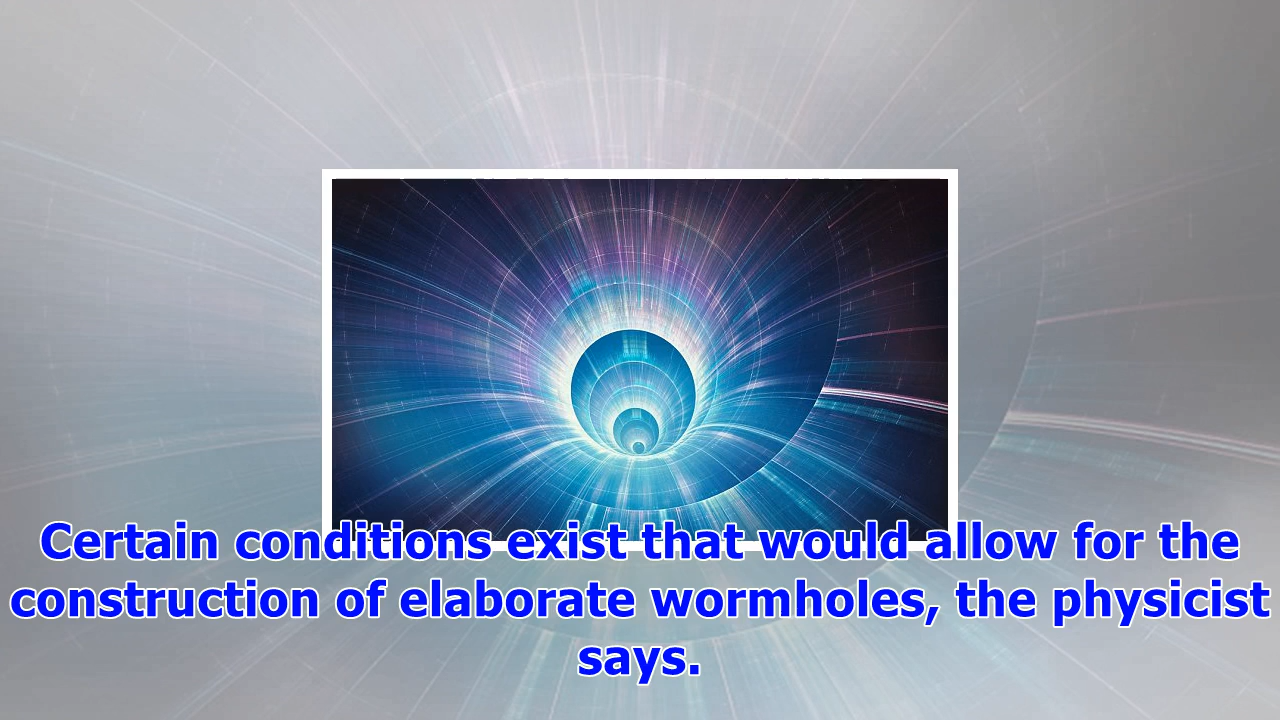 Certain conditions exist that would allow for the
construction of elaborate wormholes, the physicist
says.